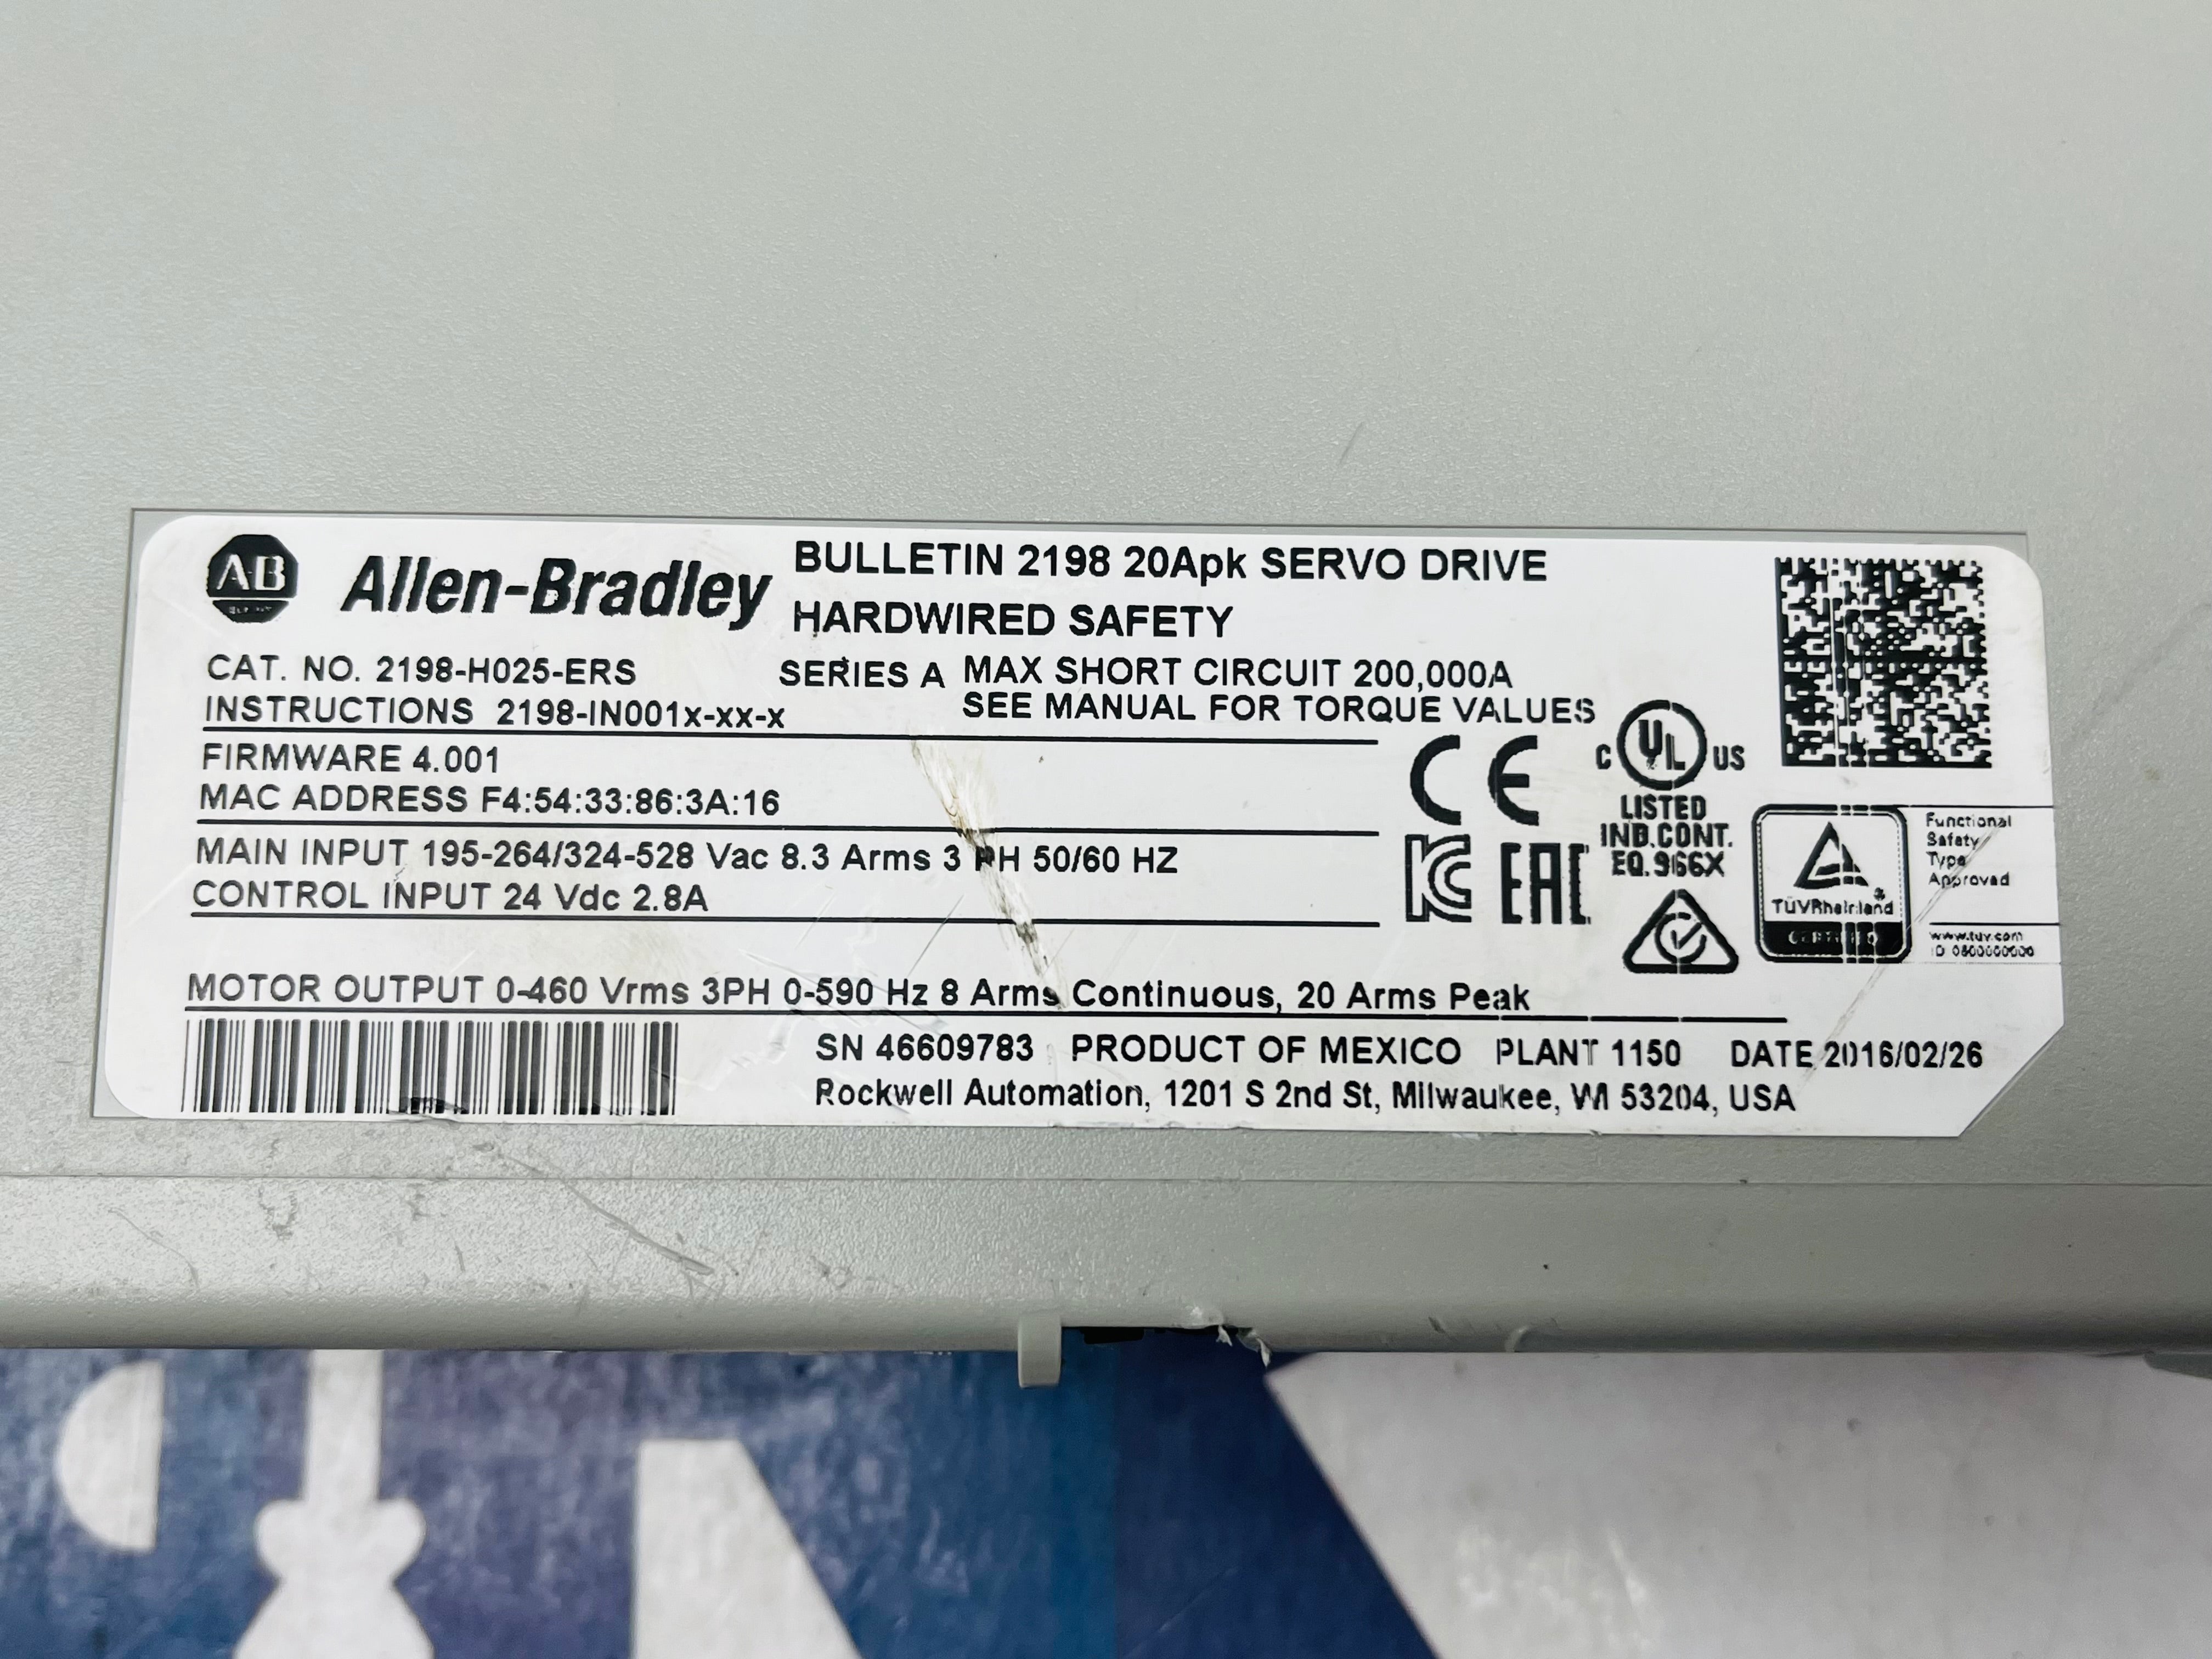 AB
Allen-Bradley
BULLETIN 2198 20Apk SERVO DRIVE
HARDWIRED SAFETY
CAT. NO. 2198-H025-ERS SERIES A MAX SHORT CIRCUIT 200,000A
INSTRUCTIONS 2198-IN001x-xx-x SEE MANUAL FOR TORQUE VALUES
FIRMWARE 4.001
MAC ADDRESS F4:54:33:86:3A:16
MAIN INPUT 195-264/324-528 Vac 8.3 Arms 3 PH 50/60 HZ
CONTROL INPUT 24 Vdc 2.8A
MOTOR OUTPUT 0-460 Vrms 3PH 0-590 Hz 8 Arms Continuous, 20 Arms Peak
CE
C UL US
LISTED
IND.CONT.
EQ.966X
KC EAC
TÜVRheinland
Functional
Safety
Type
Approved
www.tuv.com
SN 46609783 PRODUCT OF MEXICO PLANT 1150 DATE 2016/02/26
Rockwell Automation, 1201 S 2nd St, Milwaukee, WI 53204, USA